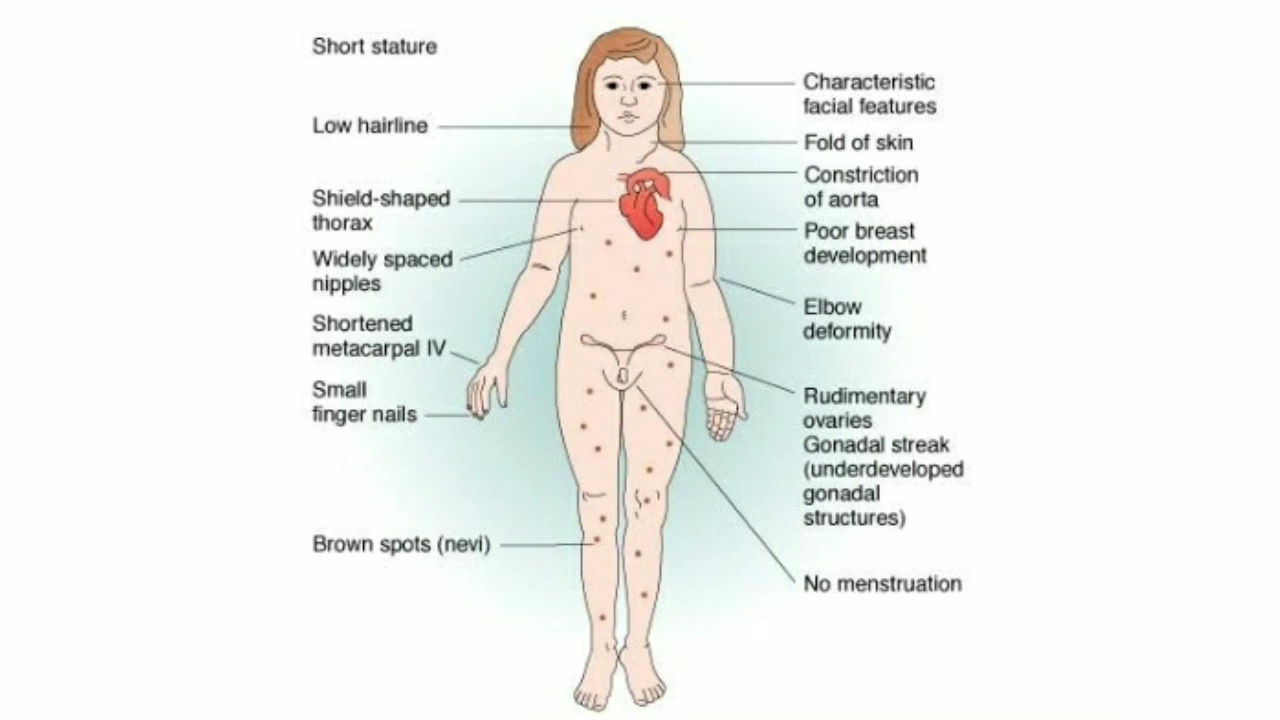 Short stature
Low hairline
Shield-shaped
thorax
Widely spaced
nipples
Shortened
metacarpal IV
Small
finger nails
Brown spots (nevi)
Characteristic
facial features
Fold of skin
Constriction
of aorta
Poor breast
development
Elbow
deformity
Rudimentary
ovaries
Gonadal streak
(underdeveloped
gonadal
structures)
No menstruation